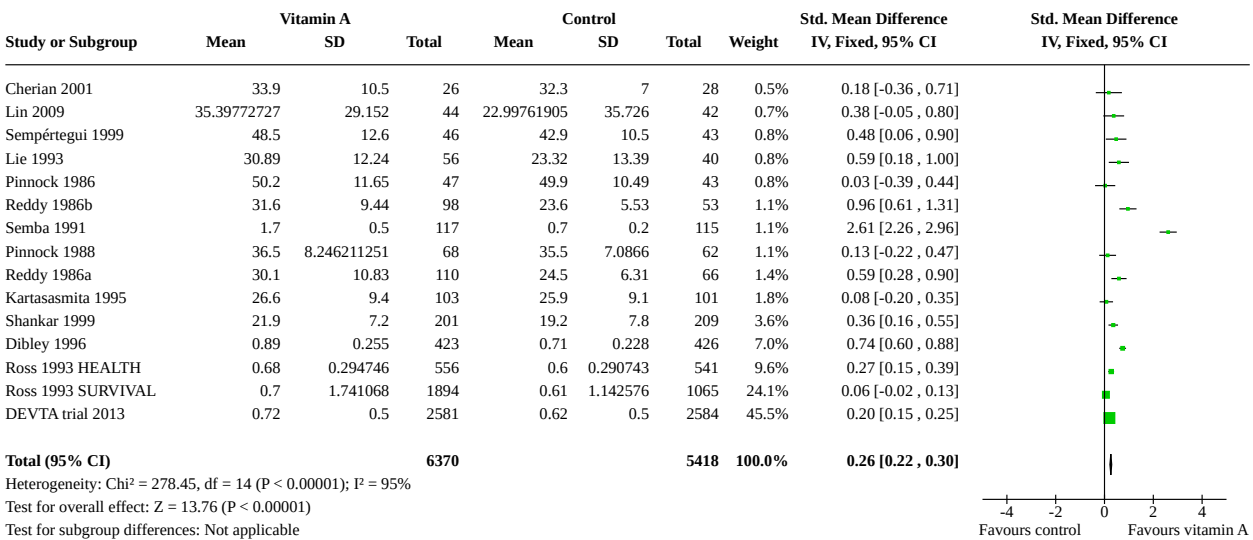 Vitamin A Control Std. Mean Difference Std. Mean Difference
Study or Subgroup Mean SD Total Mean SD Total Weight IV, Fixed, 95% CI IV, Fixed, 95% CI
Cherian 2001 33.9 10.5 26 32.3 7 28 0.5% 0.18 [-0.36 , 0.71]
Lin 2009 35.39772727 29.152 44 22.99761905 35.726 42 0.7% 0.38 [-0.05 , 0.80]
Sempértegui 1999 48.5 12.6 46 42.9 10.5 43 0.8% 0.48 [0.06 , 0.90]
Lie 1993 30.89 12.24 56 23.32 13.39 40 0.8% 0.59 [0.18 , 1.00]
Pinnock 1986 50.2 11.65 47 49.9 10.49 43 0.8% 0.03 [-0.39 , 0.44]
Reddy 1986b 31.6 9.44 98 23.6 5.53 53 1.1% 0.96 [0.61 , 1.31]
Semba 1991 1.7 0.5 117 0.7 0.2 115 1.1% 2.61 [2.26 , 2.96]
Pinnock 1988 36.5 8.246211251 68 35.5 7.0866 62 1.1% 0.13 [-0.22 , 0.47]
Reddy 1986a 30.1 10.83 110 24.5 6.31 66 1.4% 0.59 [0.28 , 0.90]
Kartasasmita 1995 26.6 9.4 103 25.9 9.1 101 1.8% 0.08 [-0.20 , 0.35]
Shankar 1999 21.9 7.2 201 19.2 7.8 209 3.6% 0.36 [0.16 , 0.55]
Dibley 1996 0.89 0.255 423 0.71 0.228 426 7.0% 0.74 [0.60 , 0.88]
Ross 1993 HEALTH 0.68 0.294746 556 0.6 0.290743 541 9.6% 0.27 [0.15 , 0.39]
Ross 1993 SURVIVAL 0.7 1.741068 1894 0.61 1.142576 1065 24.1% 0.06 [-0.02 , 0.13]
DEVTA trial 2013 0.72 0.5 2581 0.62 0.5 2584 45.5% 0.20 [0.15 , 0.25]
Total (95% CI) 6370 5418 100.0% 0.26 [0.22 , 0.30]
Heterogeneity: Chi² = 278.45, df = 14 (P < 0.00001); I² = 95%
Test for overall effect: Z = 13.76 (P < 0.00001)
Test for subgroup differences: Not applicable
-4 -2 0 2 4
Favours control Favours vitamin A